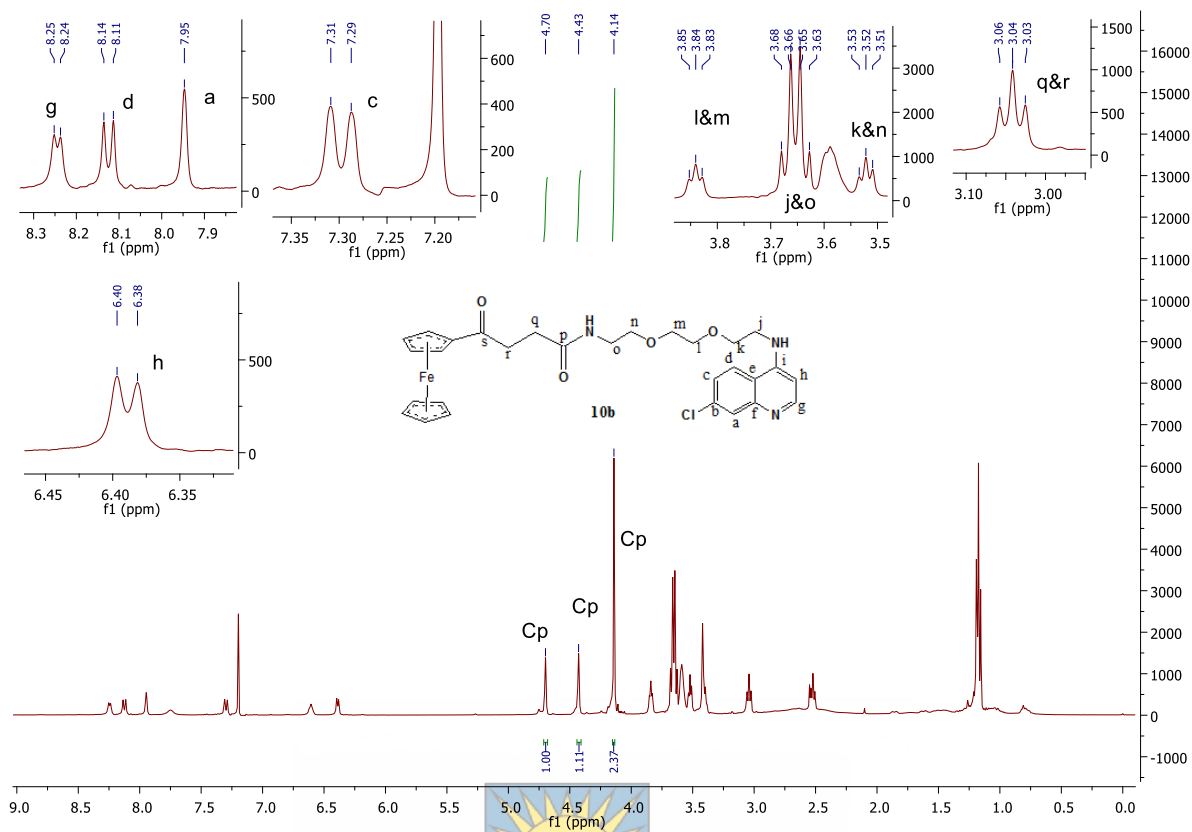 8.25
8.24
8.14
8.11
7.95
g
d
a
500
0
8.3 8.2 8.1 8.0 7.9
f1 (ppm)
7.31
7.29
c
600
400
200
0
7.35 7.30 7.25 7.20
f1 (ppm)
4.70
4.43
4.14
3.85
3.84
3.83
3.68
3.66
3.65
3.63
3.53
3.52
3.51
l&m
j&o
k&n
3000
2000
1000
0
3.8 3.7 3.6 3.5
f1 (ppm)
3.06
3.04
3.03
q&r
1500
1000
500
0
3.10 3.00
f1 (ppm)
6.40
6.38
h
500
0
6.45 6.40 6.35
f1 (ppm)
O
s
r
q
p
O
H
N
o
n
O
m
l
O
k
j
NH
i
h
g
N
f
e
d
c
b
a
Cl
Fe
10b
Cp
Cp
Cp
16000
15000
14000
13000
12000
11000
10000
9000
8000
7000
6000
5000
4000
3000
2000
1000
0
-1000
1.00
1.11
2.37
9.0 8.5 8.0 7.5 7.0 6.5 6.0 5.5 5.0 4.5 4.0 3.5 3.0 2.5 2.0 1.5 1.0 0.5 0.0
f1 (ppm)